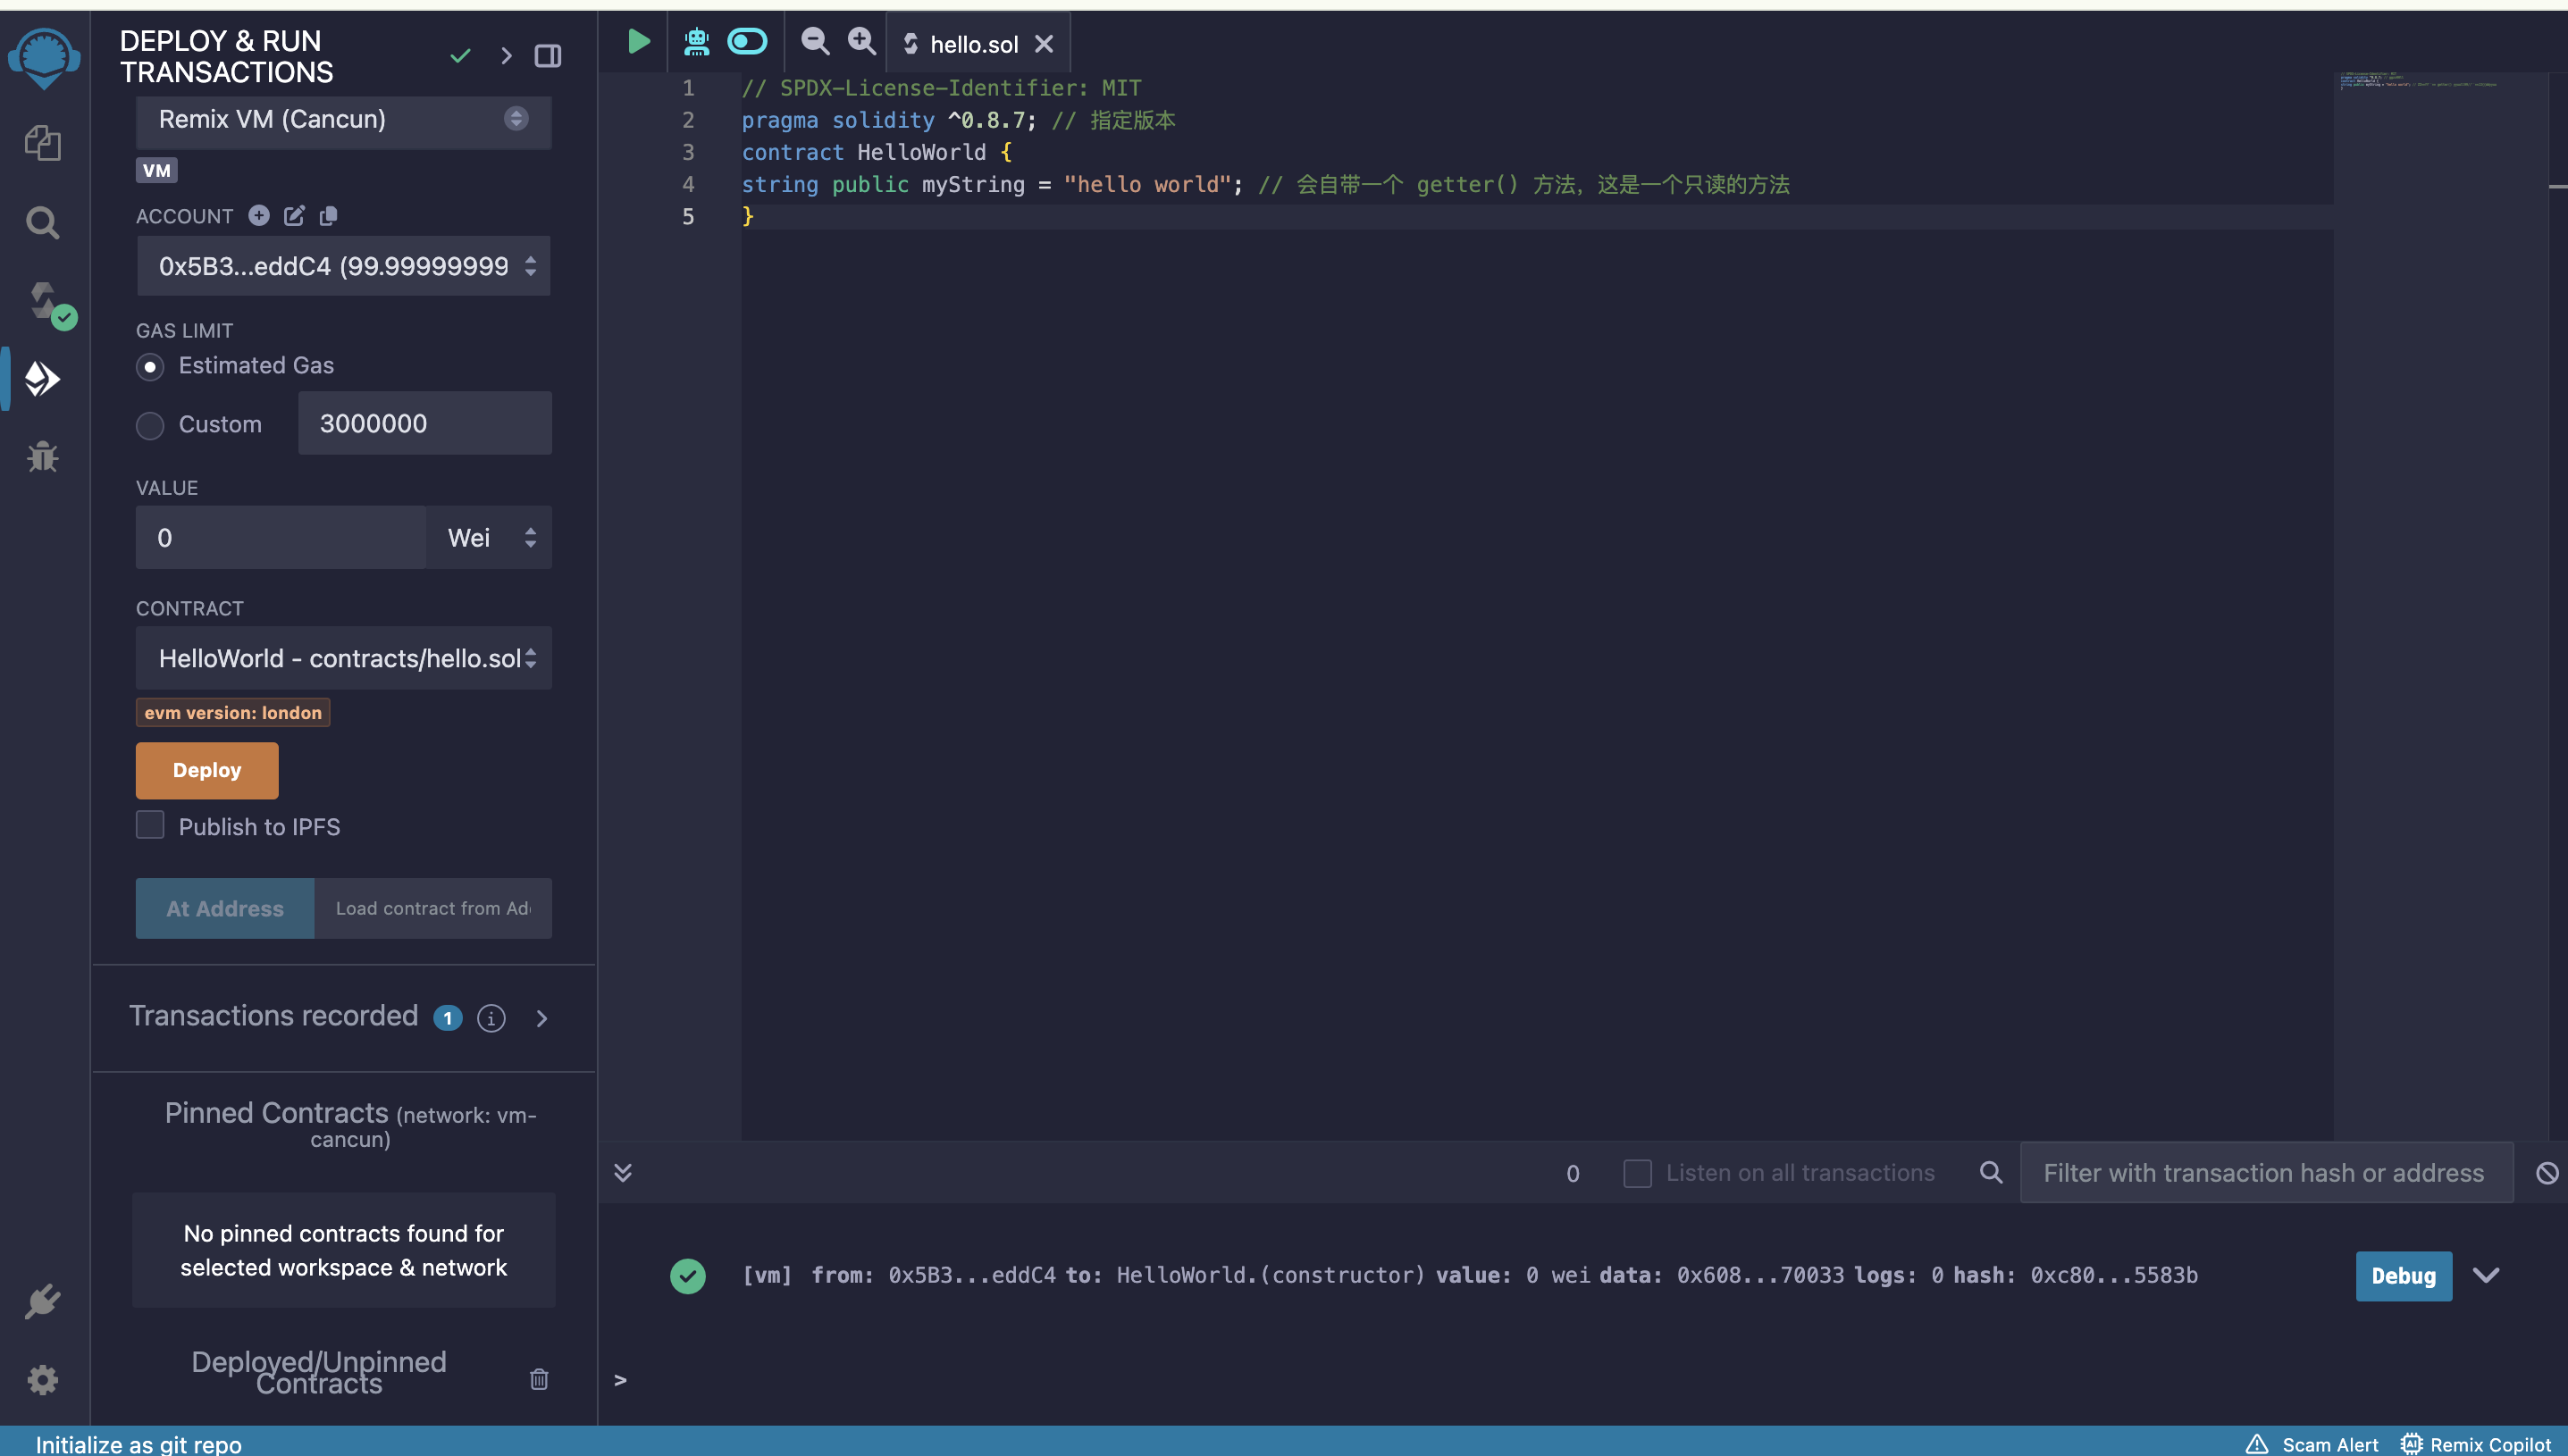 DEPLOY & RUN
TRANSACTIONS
Remix VM (Cancun)
VM
ACCOUNT
0x5B3...eddC4 (99.99999999
GAS LIMIT
Estimated Gas
Custom
3000000
VALUE
0
Wei
CONTRACT
HelloWorld - contracts/hello.sol
evm version: london
Deploy
Publish to IPFS
At Address
Load contract from Ad
Transactions recorded 1 i
Pinned Contracts (network: vm-
cancun)
No pinned contracts found for
selected workspace & network
Deployed/Unpinned
Contracts
hello.sol
1 // SPDX-License-Identifier: MIT
2 pragma solidity ^0.8.7; // 指定版本
3 contract HelloWorld {
4 string public myString = "hello world"; // 会自带一个 getter() 方法，这是一个只读的方法
5 }
0 Listen on all transactions
Filter with transaction hash or address
[vm] from: 0x5B3...eddC4 to: HelloWorld.(constructor) value: 0 wei data: 0x608...70033 logs: 0 hash: 0xc80...5583b
Debug
>
Initialize as git repo
Scam Alert
AI
Remix Copilot